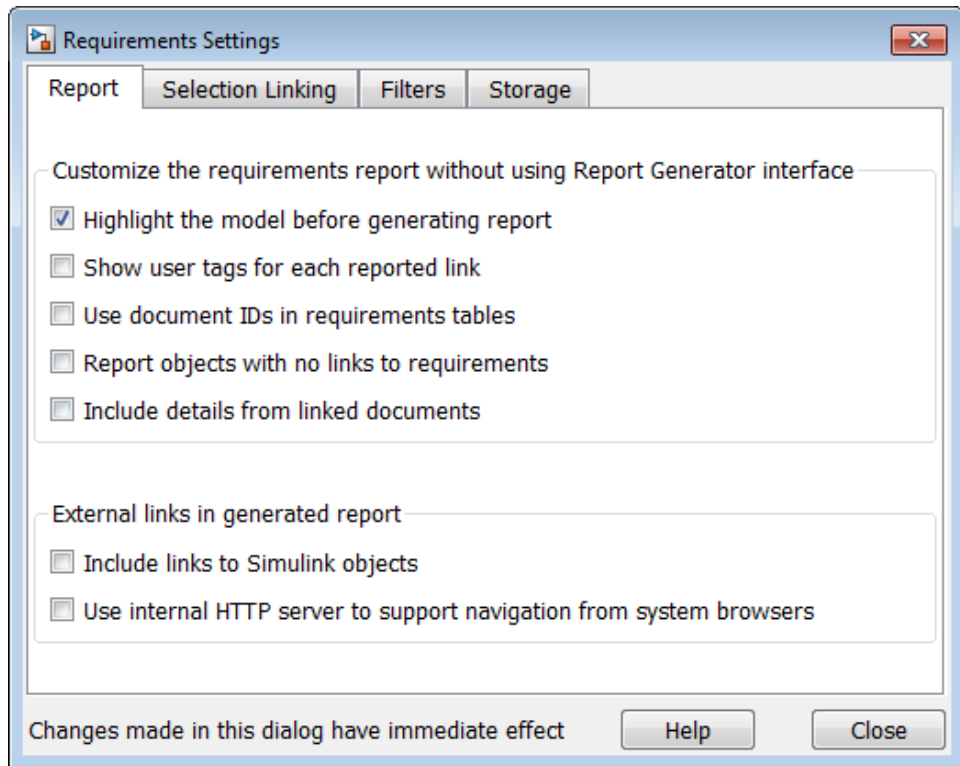 Requirements Settings
Report Selection Linking Filters Storage
Customize the requirements report without using Report Generator interface
Highlight the model before generating report
Show user tags for each reported link
Use document IDs in requirements tables
Report objects with no links to requirements
Include details from linked documents
External links in generated report
Include links to Simulink objects
Use internal HTTP server to support navigation from system browsers
Changes made in this dialog have immediate effect Help Close